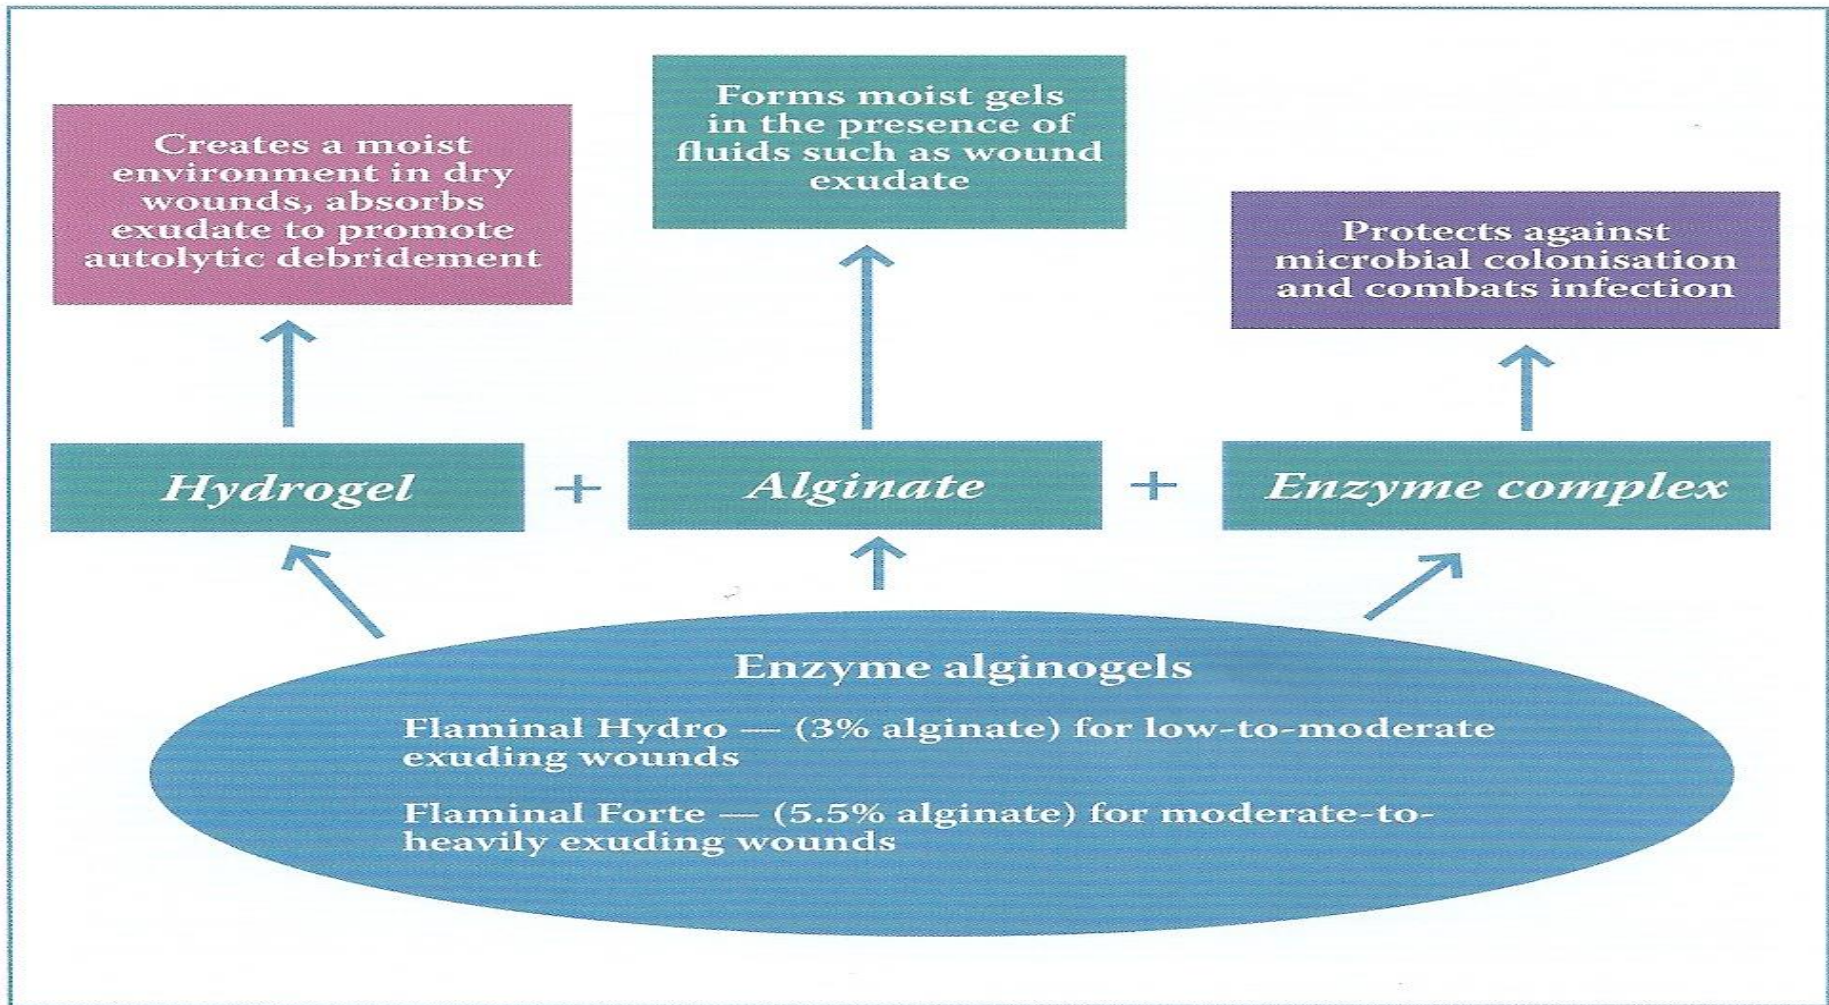 Creates a moist
environment in dry
wounds, absorbs
exudate to promote
autolytic debridement
Forms moist gels
in the presence of
fluids such as wound
exudate
Protects against
microbial colonisation
and combats infection
Hydrogel + Alginate + Enzyme complex
Enzyme alginogels
Flaminal Hydro — (3% alginate) for low-to-moderate
exuding wounds
Flaminal Forte — (5.5% alginate) for moderate-to-
heavily exuding wounds